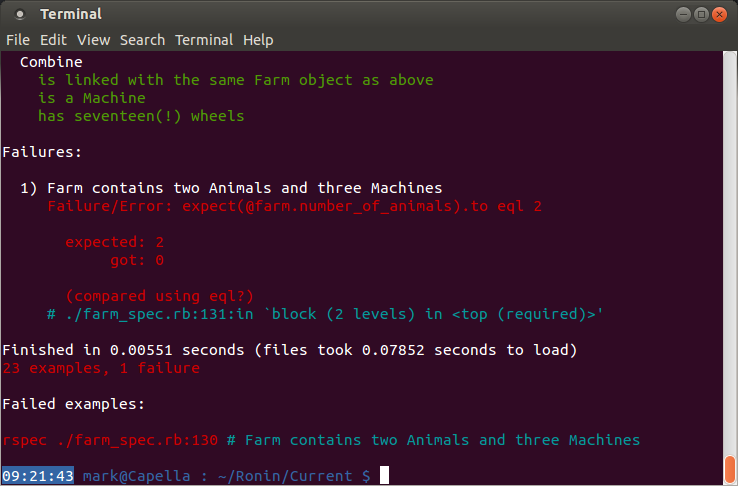 Terminal
File Edit View Search Terminal Help
Combine
is linked with the same Farm object as above
is a Machine
has seventeen(!) wheels
Failures:
1) Farm contains two Animals and three Machines
Failure/Error: expect(@farm.number_of_animals).to eql 2
expected: 2
got: 0
(compared using eql?)
# ./farm_spec.rb:131:in `block (2 levels) in <top (required)>'
Finished in 0.00551 seconds (files took 0.07852 seconds to load)
23 examples, 1 failure
Failed examples:
rspec ./farm_spec.rb:130 # Farm contains two Animals and three Machines
09:21:43 mark@Capella : ~/Ronin/Current $